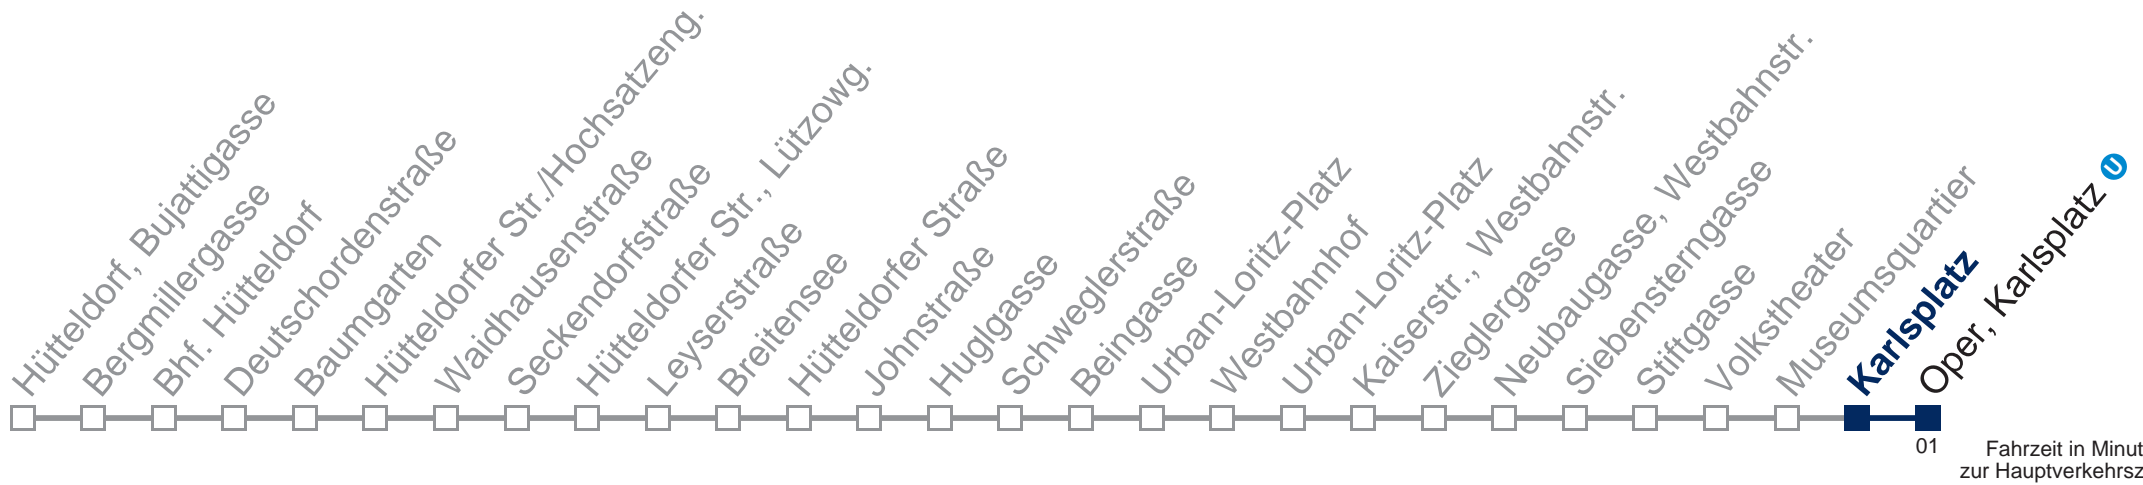 Hütteldorf, Bujattigasse
Bergmillergasse
Bhf. Hütteldorf
Deutschordenstraße
Baumgarten
Hütteldorfer Str./Hochsatzeng.
Waidhausenstraße
Seckendorfstraße
Hütteldorfer Str., Lützowg.
Leyserstraße
Breitensee
Hütteldorfer Straße
Johnstraße
Huglgasse
Schweglerstraße
Beingasse
Urban-Loritz-Platz
Westbahnhof
Urban-Loritz-Platz
Kaiserstr., Westbahnstr.
Zieglergasse
Neubaugasse, Westbahnstr.
Siebensterngasse
Stiftgasse
Volkstheater
Museumsquartier
Karlsplatz
Oper, Karlsplatz U
01
Fahrzeit in Minut
zur Hauptverkehrsz